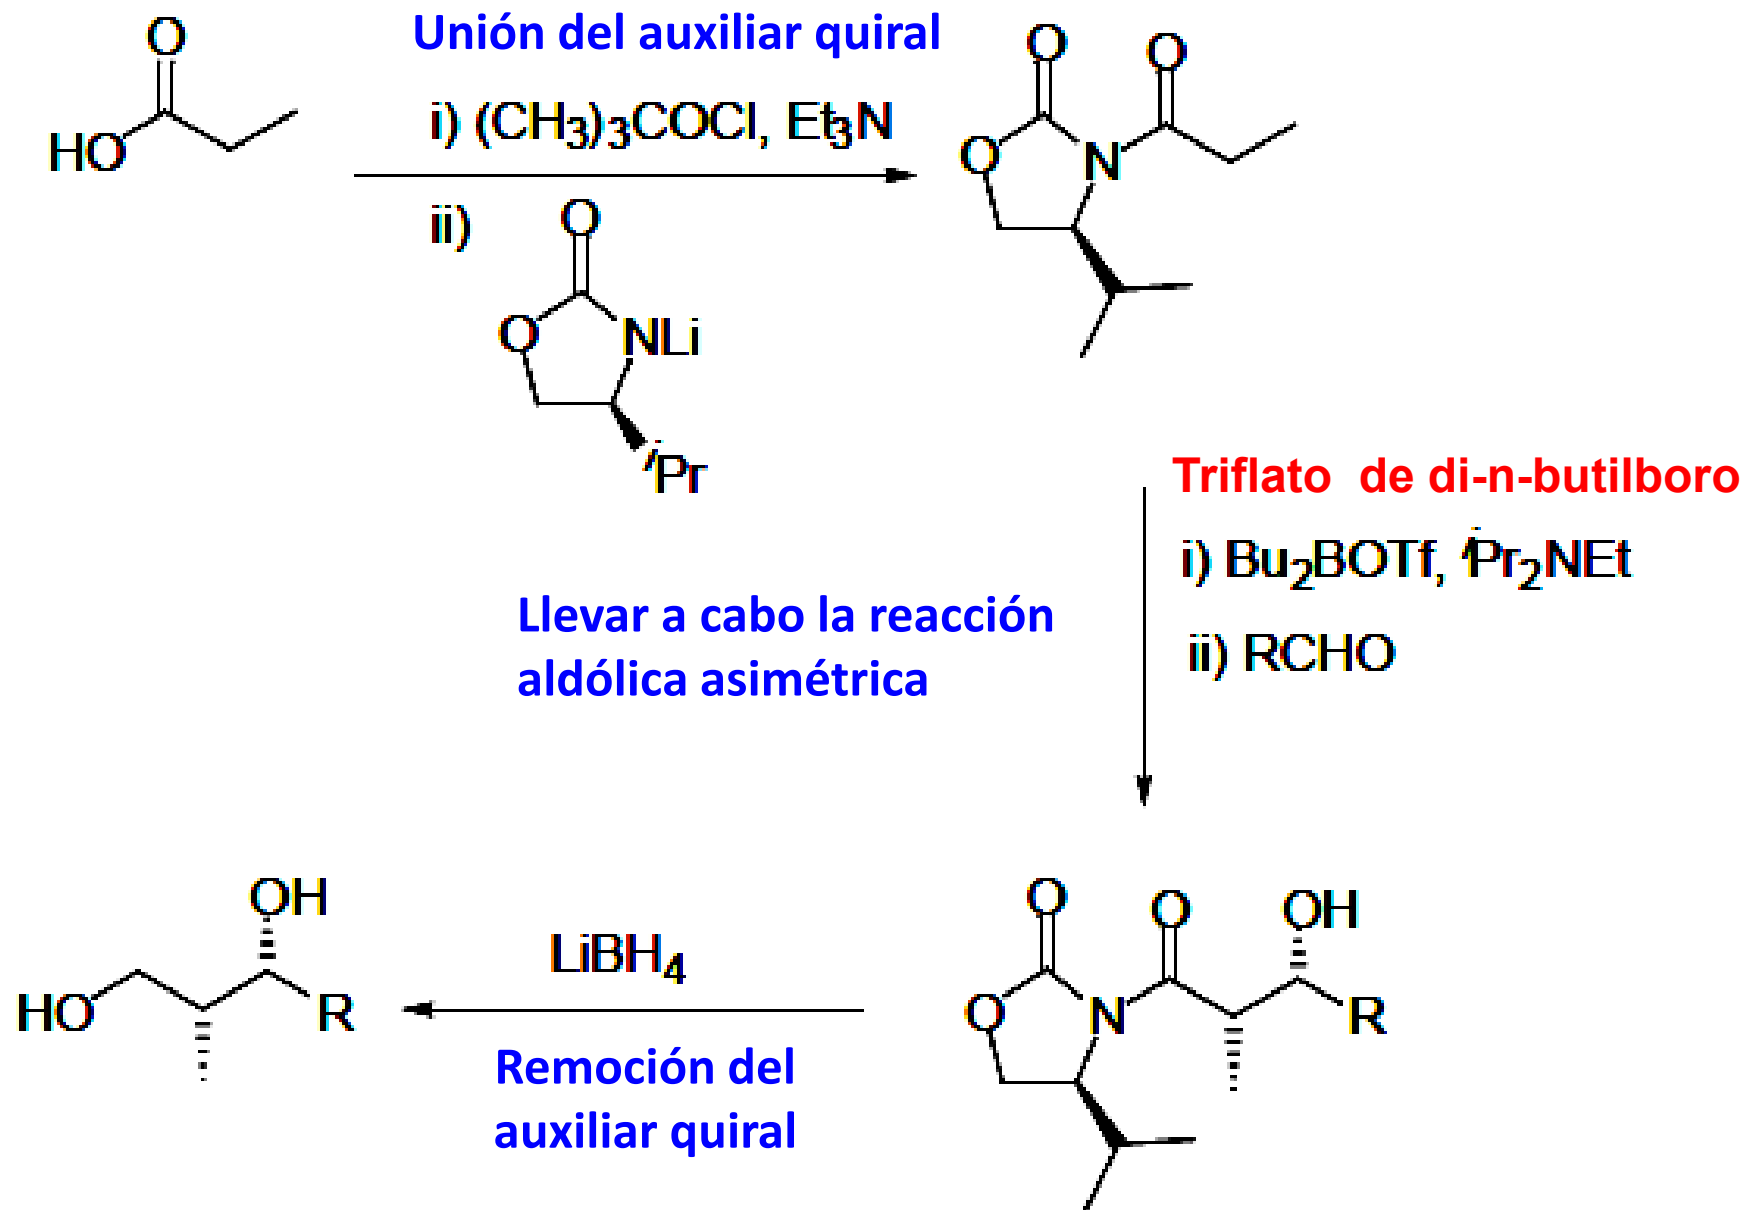 Unión del auxiliar quiral
O
HO
i) (CH3)3COCl, Et3N
ii)
O
O
NLi
iPr
O
O
O
N
Triflato de di-n-butilboro
i) Bu2BOTf, iPr2NEt
ii) RCHO
Llevar a cabo la reacción
aldólica asimétrica
O
O
OH
O
N
R
LiBH4
Remoción del
auxiliar quiral
OH
HO
R